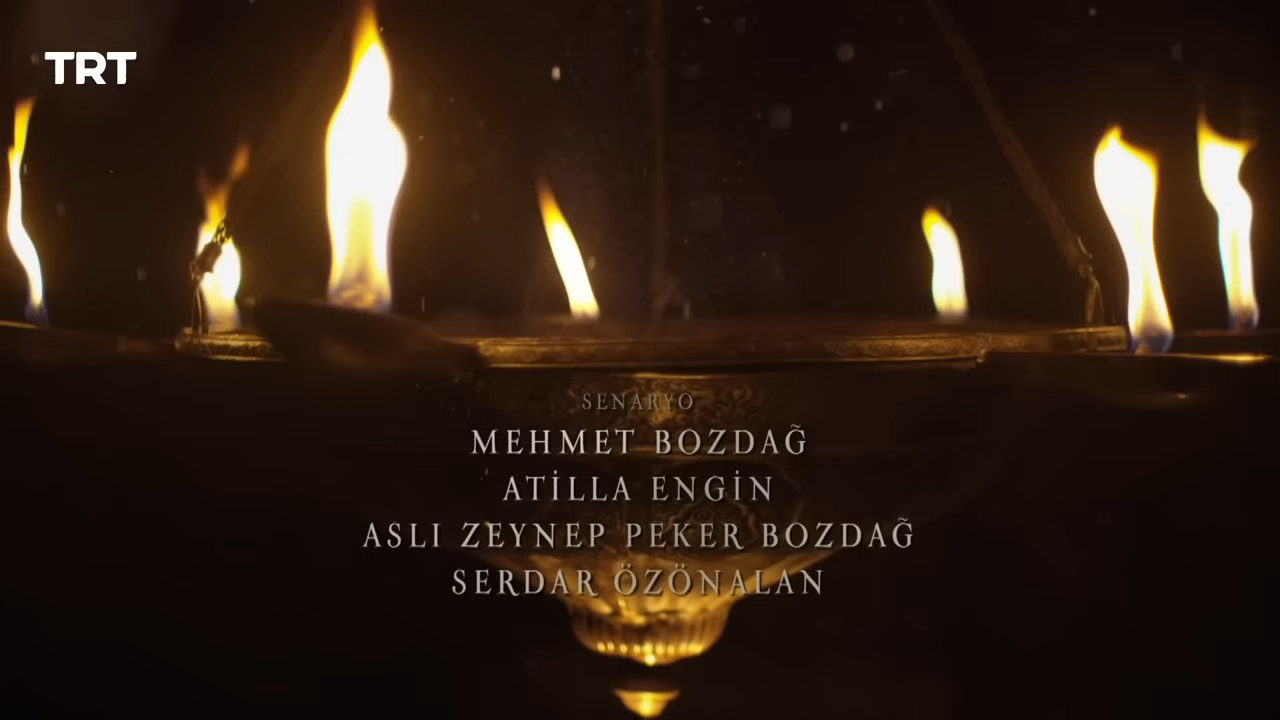 TRT
SENARYO
MEHMET BOZDAĞ
ATİLLA ENGİN
ASLI ZEYNEP PEKER BOZDAĞ
SERDAR ÖZÖNALAN